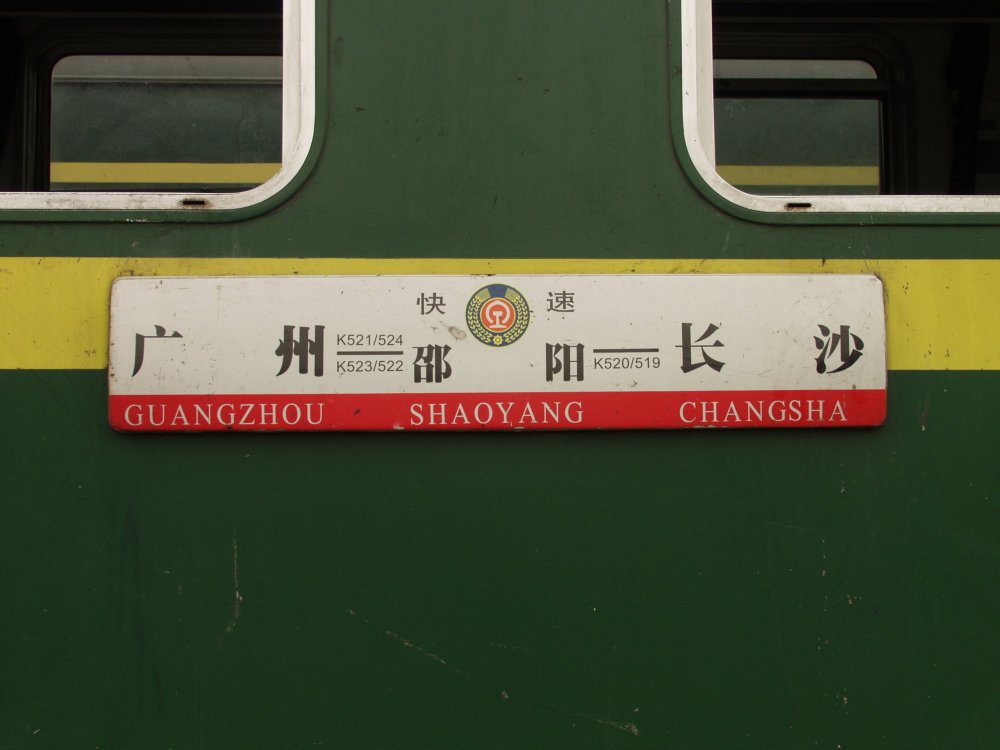 快 速
广 州 K521/524 K523/522 邵 阳 K520/519 长 沙
GUANGZHOU SHAOYANG CHANGSHA